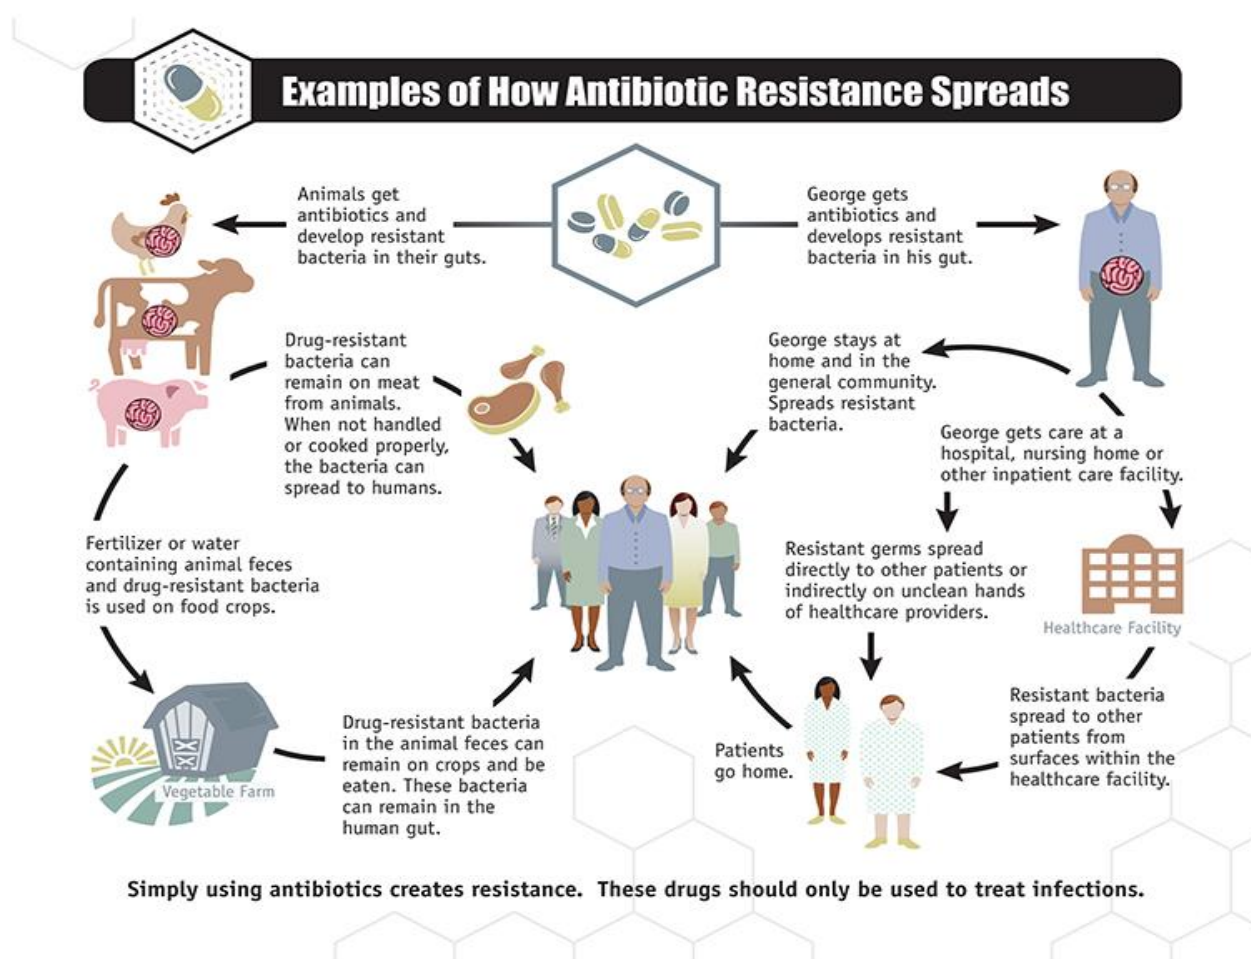 Examples of How Antibiotic Resistance Spreads
Animals get
antibiotics and
develop resistant
bacteria in their guts.
George gets
antibiotics and
develops resistant
bacteria in his gut.
Drug-resistant
bacteria can
remain on meat
from animals.
When not handled
or cooked properly,
the bacteria can
spread to humans.
George stays at
home and in the
general community.
Spreads resistant
bacteria.
George gets care at a
hospital, nursing home or
other inpatient care facility.
Fertilizer or water
containing animal feces
and drug-resistant bacteria
is used on food crops.
Resistant germs spread
directly to other patients or
indirectly on unclean hands
of healthcare providers.
Healthcare Facility
Vegetable Farm
Drug-resistant bacteria
in the animal feces can
remain on crops and be
eaten. These bacteria
can remain in the
human gut.
Patients
go home.
Resistant bacteria
spread to other
patients from
surfaces within the
healthcare facility.
Simply using antibiotics creates resistance. These drugs should only be used to treat infections.